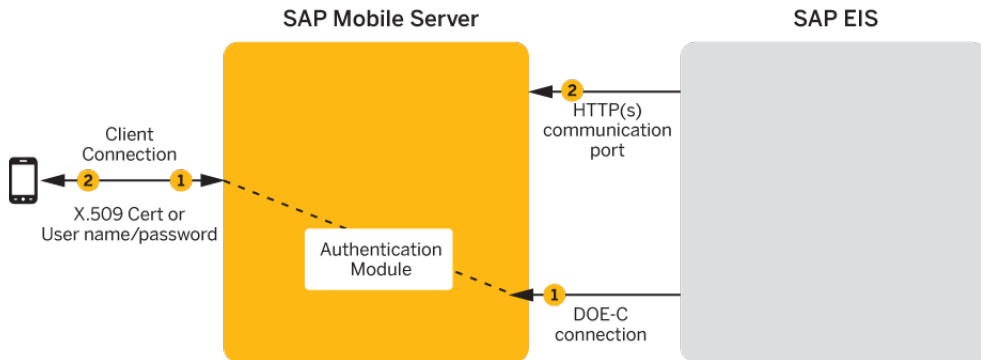 SAP Mobile Server
SAP EIS
2
HTTP(s)
communication
port
Client
Connection
2
1
X.509 Cert or
User name/password
Authentication
Module
1
DOE-C
connection